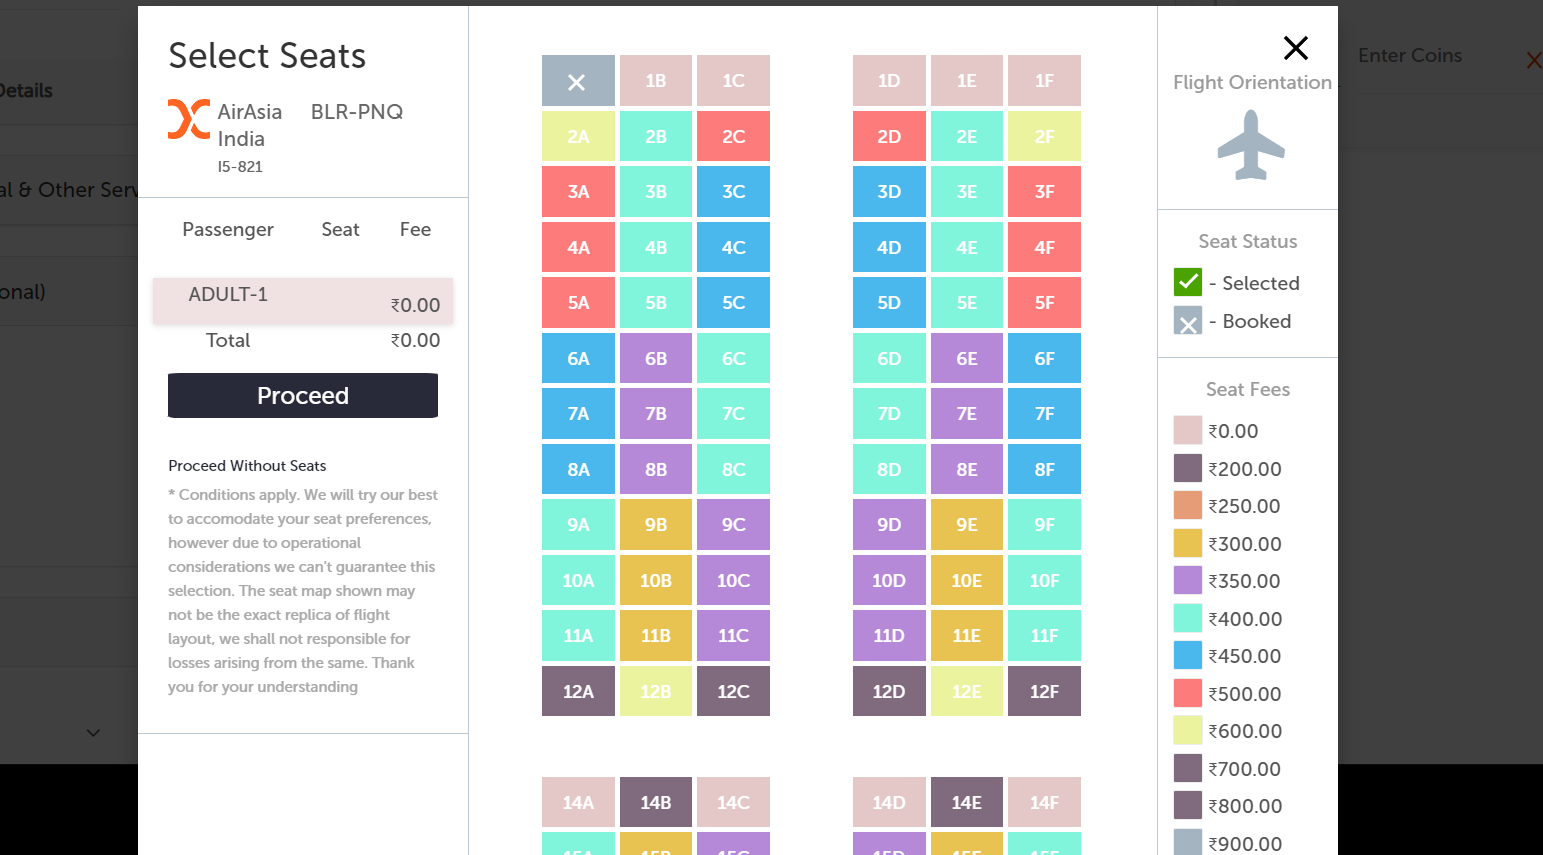 Select Seats
AirAsia India
BLR-PNQ
I5-821
Passenger Seat Fee
ADULT-1
₹0.00
Total ₹0.00
Proceed
Proceed Without Seats
* Conditions apply. We will try our best
to accomodate your seat preferences,
however due to operational
considerations we can't guarantee this
selection. The seat map shown may
not be the exact replica of flight
layout, we shall not responsible for
losses arising from the same. Thank
you for your understanding
1B 1C 1D 1E 1F
2A 2B 2C 2D 2E 2F
3A 3B 3C 3D 3E 3F
4A 4B 4C 4D 4E 4F
5A 5B 5C 5D 5E 5F
6A 6B 6C 6D 6E 6F
7A 7B 7C 7D 7E 7F
8A 8B 8C 8D 8E 8F
9A 9B 9C 9D 9E 9F
10A 10B 10C 10D 10E 10F
11A 11B 11C 11D 11E 11F
12A 12B 12C 12D 12E 12F
14A 14B 14C 14D 14E 14F
Flight Orientation
Seat Status
- Selected
- Booked
Seat Fees
₹0.00
₹200.00
₹250.00
₹300.00
₹350.00
₹400.00
₹450.00
₹500.00
₹600.00
₹700.00
₹800.00
₹900.00
Details
al & Other Serv
onal)
Enter Coins